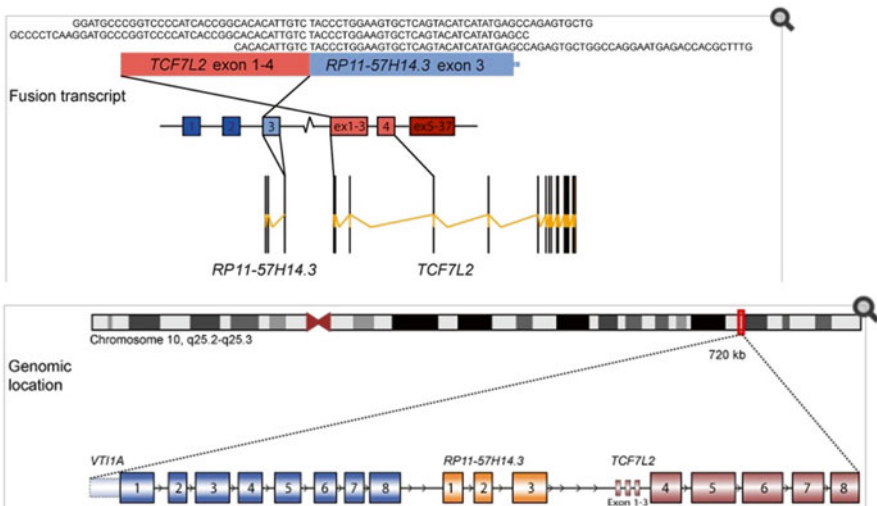 GGATGCCCGGTCCCCATCACCGGCACACATTGTC TACCCTGGAAGTGCTCAGTACATCATATGAGCCAGAGTGCTG
GCCCCTCAAGGATGCCCGGTCCCCATCACCGGCACACATTGTC TACCCTGGAAGTGCTCAGTACATCATATGAGCC
CACACATTGTC TACCCTGGAAGTGCTCAGTACATCATATGAGCCAGAGTGCTGGCCAGGAATGAGACCACGCTTTG
TCF7L2 exon 1-4 RP11-57H14.3 exon 3
Fusion transcript
1 2 3 ex1-3 4 ex5-37
RP11-57H14.3 TCF7L2
Chromosome 10, q25.2-q25.3
720 kb
Genomic
location
VTI1A RP11-57H14.3 TCF7L2
1 2 3 4 5 6 7 8 1 2 3 4 5 6 7 8
Exon 1-3